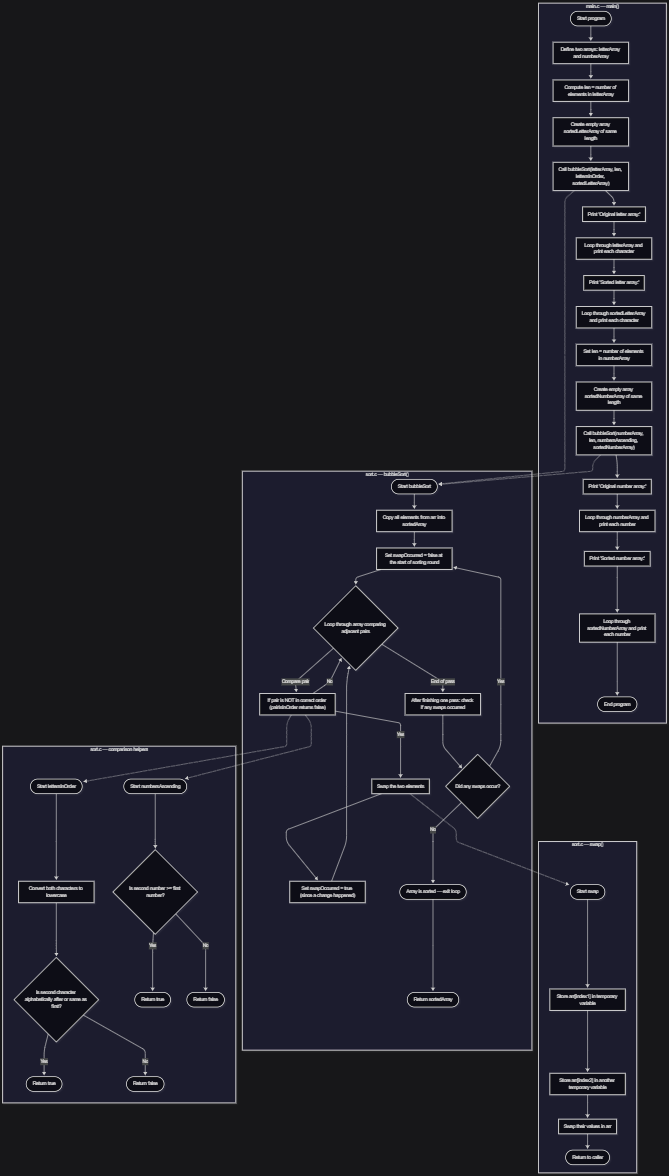 main.c — main()
Start program
Define two arrays: letterArray
and numberArray
Compute len = number of
elements in letterArray
Create empty array
sortedLetterArray of same
length
Call bubbleSort(letterArray, len,
lettersInOrder,
sortedLetterArray)
Print "Original letter array:"
Loop through letterArray and
print each character
Print "Sorted letter array:"
Loop through sortedLetterArray
and print each character
Set len = number of elements
in numberArray
Create empty array
sortedNumberArray of same
length
Call bubbleSort(numberArray,
len, numbersAscending,
sortedNumberArray)
Print "Original number array:"
Loop through numberArray and
print each number
Print "Sorted number array:"
Loop through
sortedNumberArray and print
each number
End program
sort.c — bubbleSort()
Start bubbleSort
Copy all elements from arr into
sortedArray
Set swapOccurred = false at
the start of sorting round
Loop through array comparing
adjacent pairs
Compare pair
No
End of pass
Yes
If pair is NOT in correct order
(pairIsInOrder returns false)
After finishing one pass: check
if any swaps occurred
Yes
Swap the two elements
Did any swaps occur?
No
Set swapOccurred = true
(since a change happened)
Array is sorted — exit loop
Return sortedArray
sort.c — comparison helpers
Start lettersInOrder
Start numbersAscending
Convert both characters to
lowercase
Is second number >= first
number?
Yes
No
Return true
Return false
Is second character
alphabetically after or same as
first?
Yes
No
Return true
Return false
sort.c — swap()
Start swap
Store arr[index1] in temporary
variable
Store arr[index2] in another
temporary variable
Swap their values in arr
Return to caller